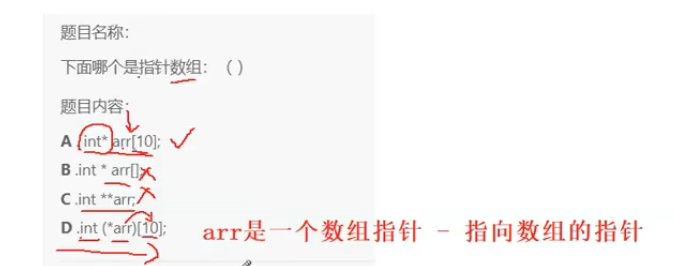 题目名称:
下面哪个是指针数组: ( )
题目内容:
A .int* arr[10];
B .int * arr[];
C .int **arr;
D .int (*arr)[10];
arr是一个数组指针 - 指向数组的指针